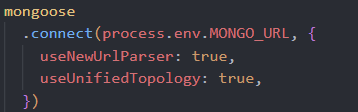 mongoose
.connect(process.env.MONGO_URL, {
useNewUrlParser: true,
useUnifiedTopology: true,
})